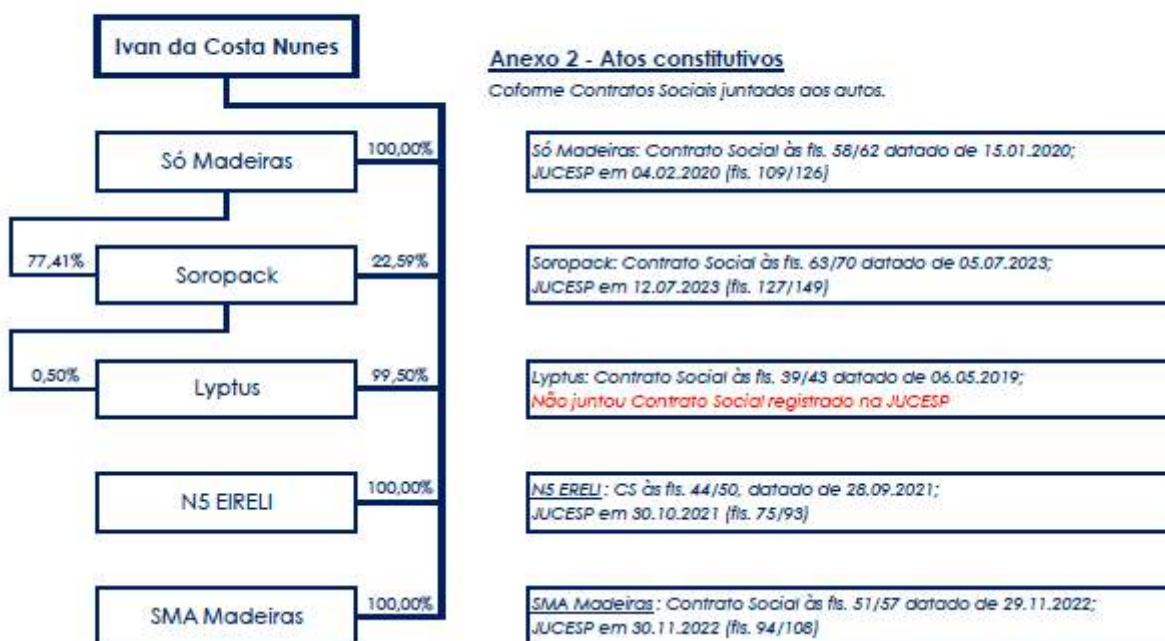 Ivan da Costa Nunes
Anexo 2 - Atos constitutivos
Coforme Contratos Sociais juntados aos autos.
Só Madeiras
100,00%
Só Madeiras: Contrato Social às fls. 58/62 datado de 15.01.2020;
JUCESP em 04.02.2020 (fls. 109/126)
77,41%
Soropack
22,59%
Soropack: Contrato Social às fls. 63/70 datado de 05.07.2023;
JUCESP em 12.07.2023 (fls. 127/149)
0,50%
Lyptus
99,50%
Lyptus: Contrato Social às fls. 39/43 datado de 06.05.2019;
Não juntou Contrato Social registrado na JUCESP
N5 EIRELI
100,00%
N5 ERELI : CS às fls. 44/50, datado de 28.09.2021;
JUCESP em 30.10.2021 (fls. 75/93)
SMA Madeiras
100,00%
SMA Madeiras : Contrato Social às fls. 51/57 datado de 29.11.2022;
JUCESP em 30.11.2022 (fls. 94/108)